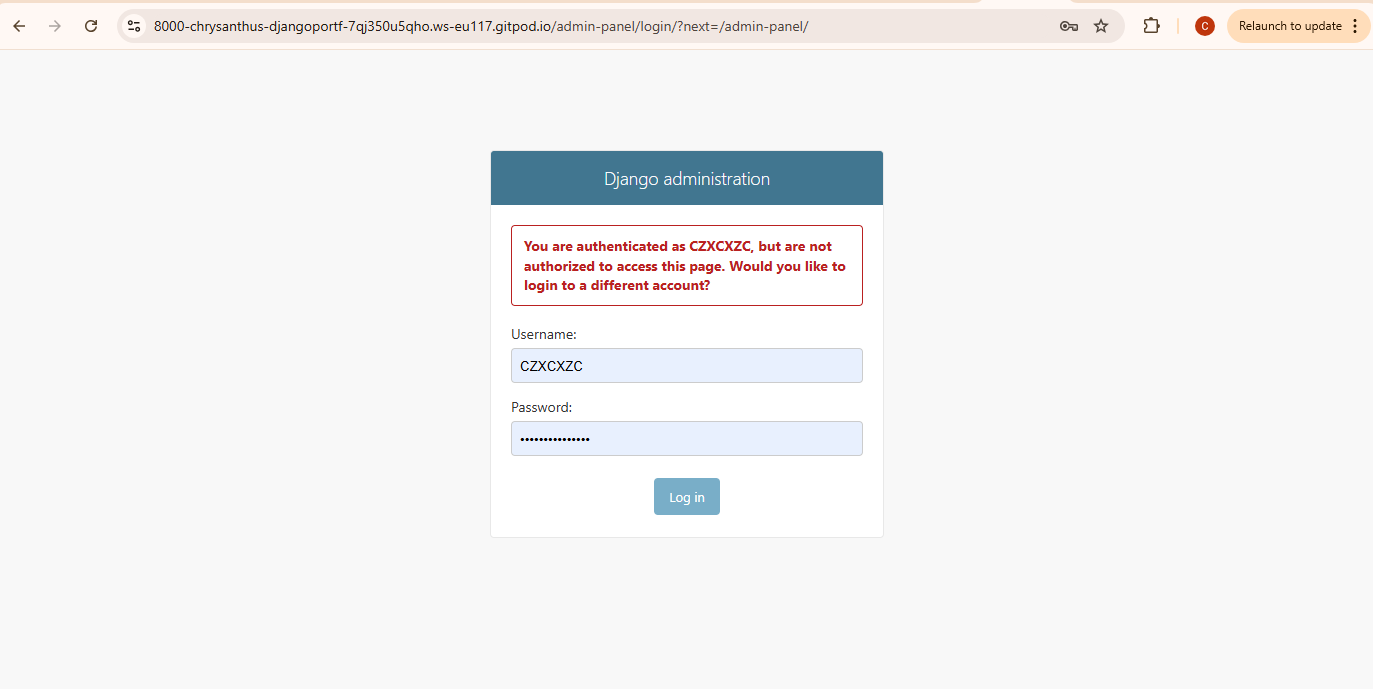 8000-chrysanthus-djangoportf-7qj350u5qho.ws-eu117.gitpod.io/admin-panel/login/?next=/admin-panel/
C
Relaunch to update
Django administration
You are authenticated as CZXCXZC, but are not
authorized to access this page. Would you like to
login to a different account?
Username:
CZXCXZC
Password:
•••••••••••••••
Log in